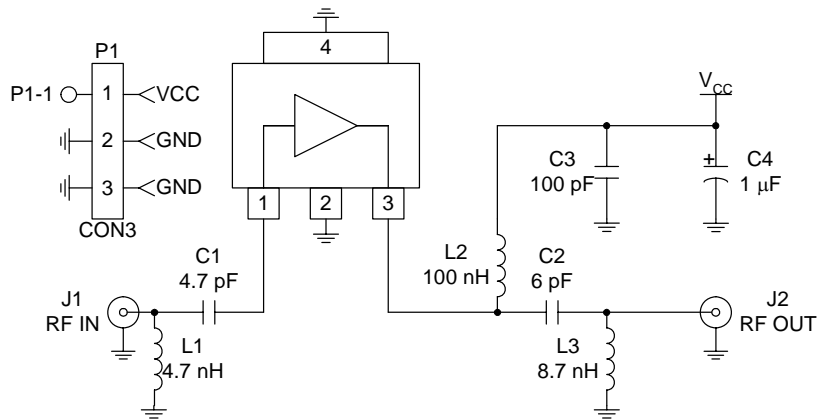 P1
P1-1
1
VCC
2
GND
3
GND
CON3
4
1
2
3
V_CC
C3
100 pF
C4
+
1 µF
C1
4.7 pF
L2
100 nH
C2
6 pF
J1
RF IN
L1
4.7 nH
L3
8.7 nH
J2
RF OUT